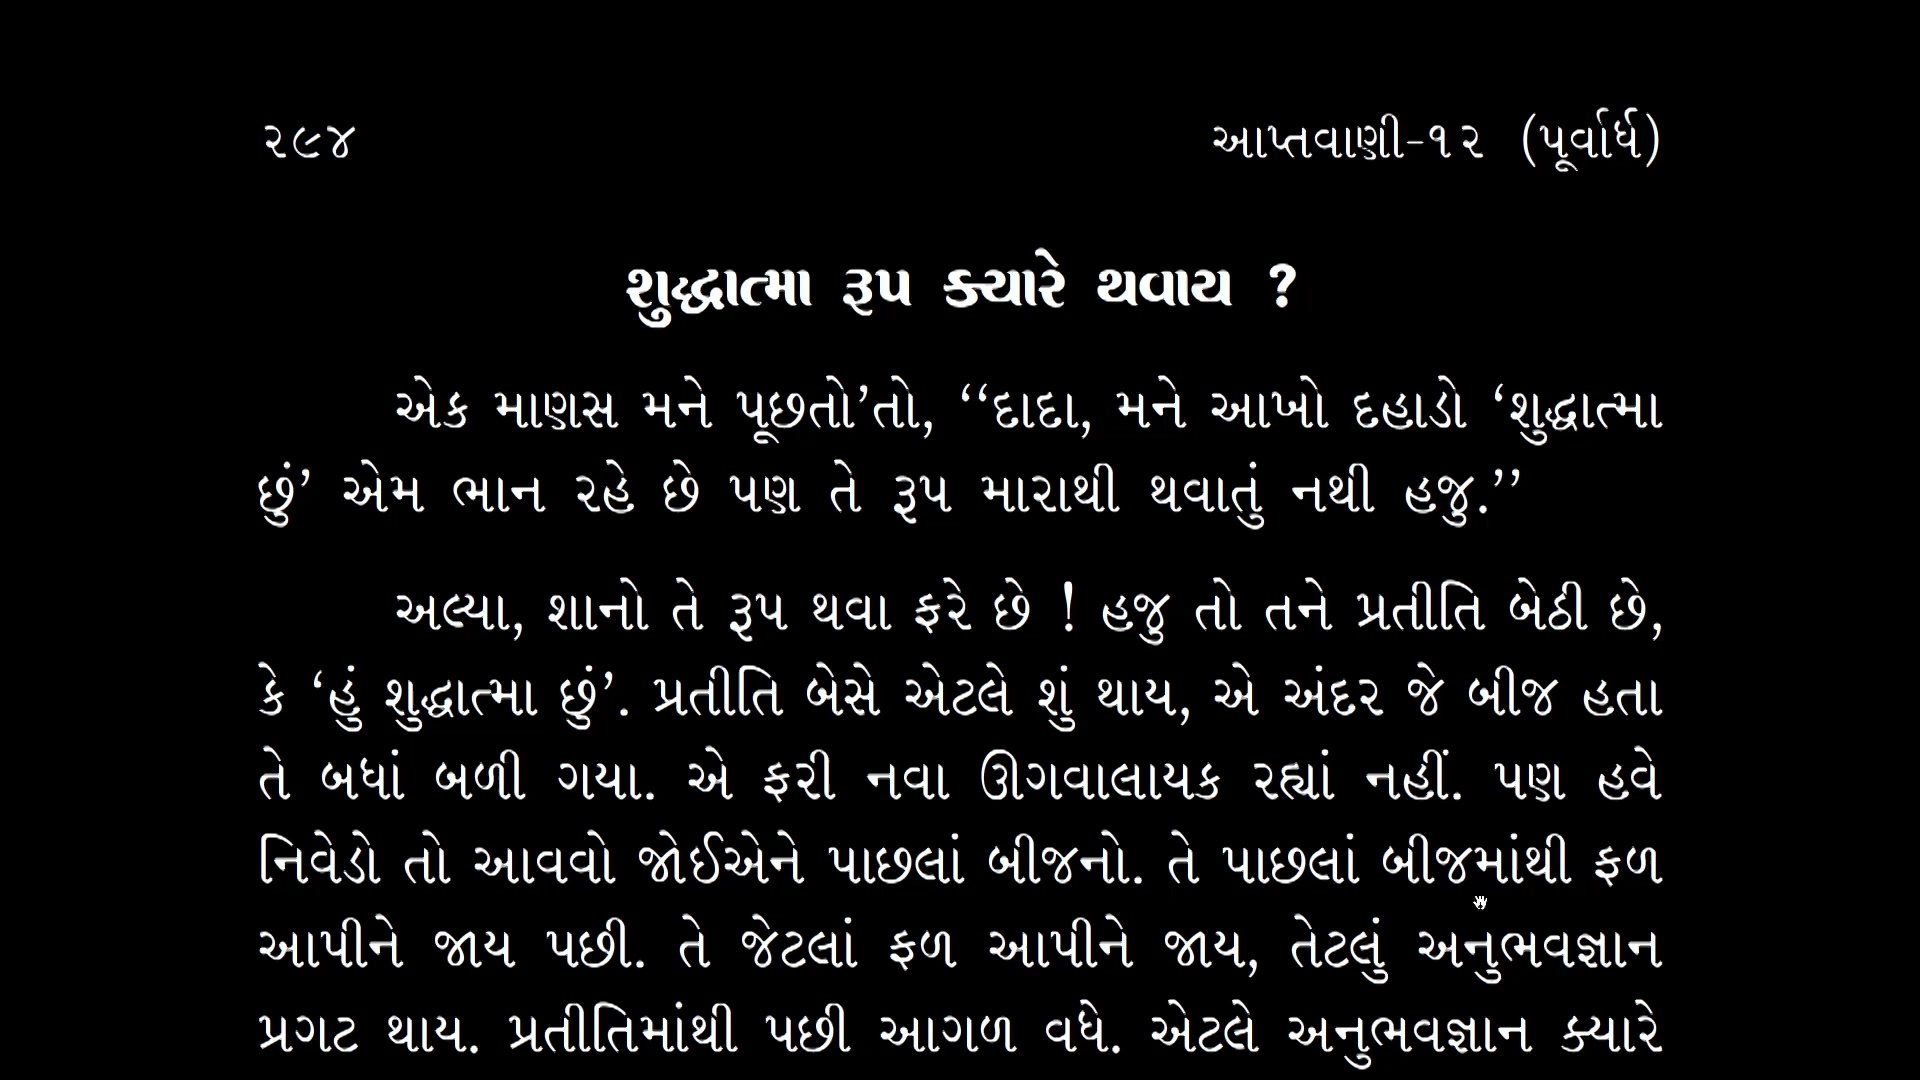 ૨૯૪ આપ્તવાણી-૧૨ (પૂર્વાર્ધ)
શુદ્ધાત્મા રૂપ ક્યારે થવાય ?
એક માણસ મને પૂછતો’તો, ‘‘દાદા, મને આખો દહાડો ‘શુદ્ધાત્મા
છું’ એમ ભાન રહે છે પણ તે રૂપ મારાથી થવાતું નથી હજુ.’’
અલ્યા, શાનો તે રૂપ થવા ફરે છે ! હજુ તો તને પ્રતીતિ બેઠી છે,
કે ‘હું શુદ્ધાત્મા છું’. પ્રતીતિ બેસે એટલે શું થાય, એ અંદર જે બીજ હતા
તે બધાં બળી ગયા. એ ફરી નવા ઊગવાલાયક રહ્યાં નહીં. પણ હવે
નિવેડો તો આવવો જોઈએને પાછલાં બીજનો. તે પાછલાં બીજમાંથી ફળ
આપીને જાય પછી. તે જેટલાં ફળ આપીને જાય, તેટલું અનુભવજ્ઞાન
પ્રગટ થાય. પ્રતીતિમાંથી પછી આગળ વધે. એટલે અનુભવજ્ઞાન ક્યારે